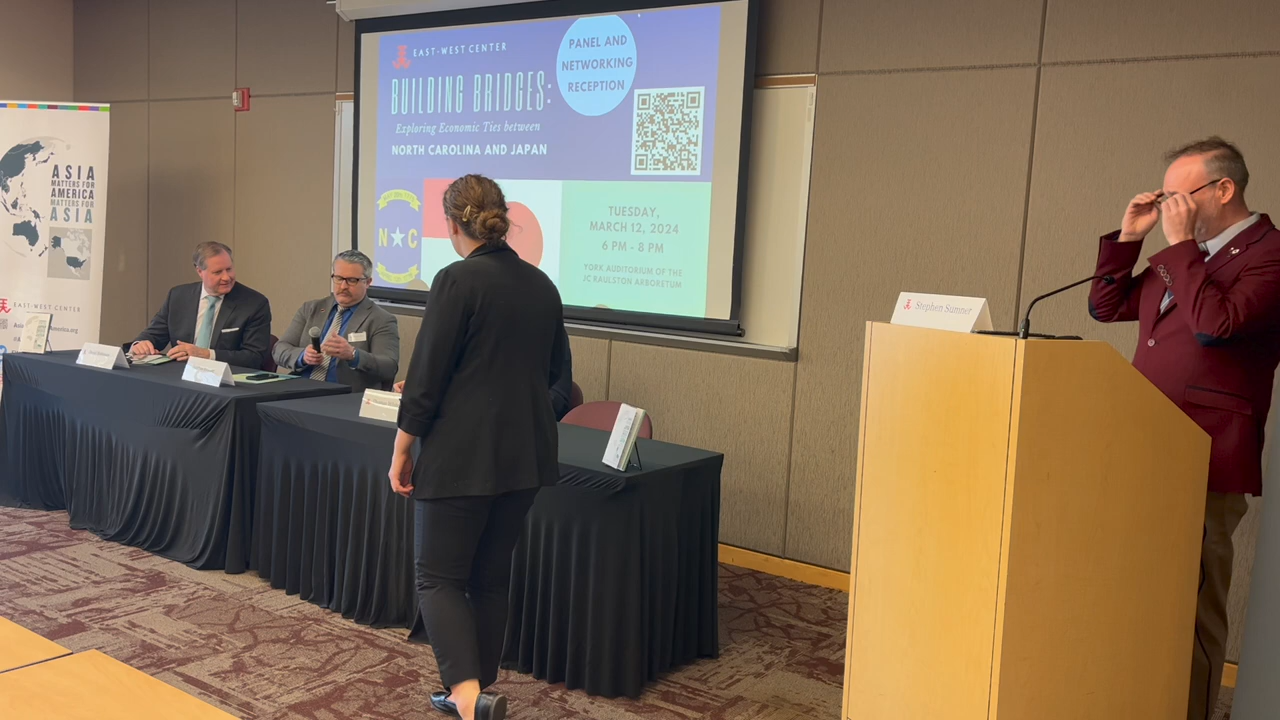 EAST-WEST CENTER
BUILDING BRIDGES:
Exploring Economic Ties between
NORTH CAROLINA AND JAPAN
PANEL AND
NETWORKING
RECEPTION
N C
TUESDAY,
MARCH 12, 2024
6 PM - 8 PM
YORK AUDITORIUM OF THE
JC RAULSTON ARBORETUM
ASIA
MATTERS FOR
AMERICA
MATTERS FOR
ASIA
EAST-WEST CENTER
Stephen Sumner